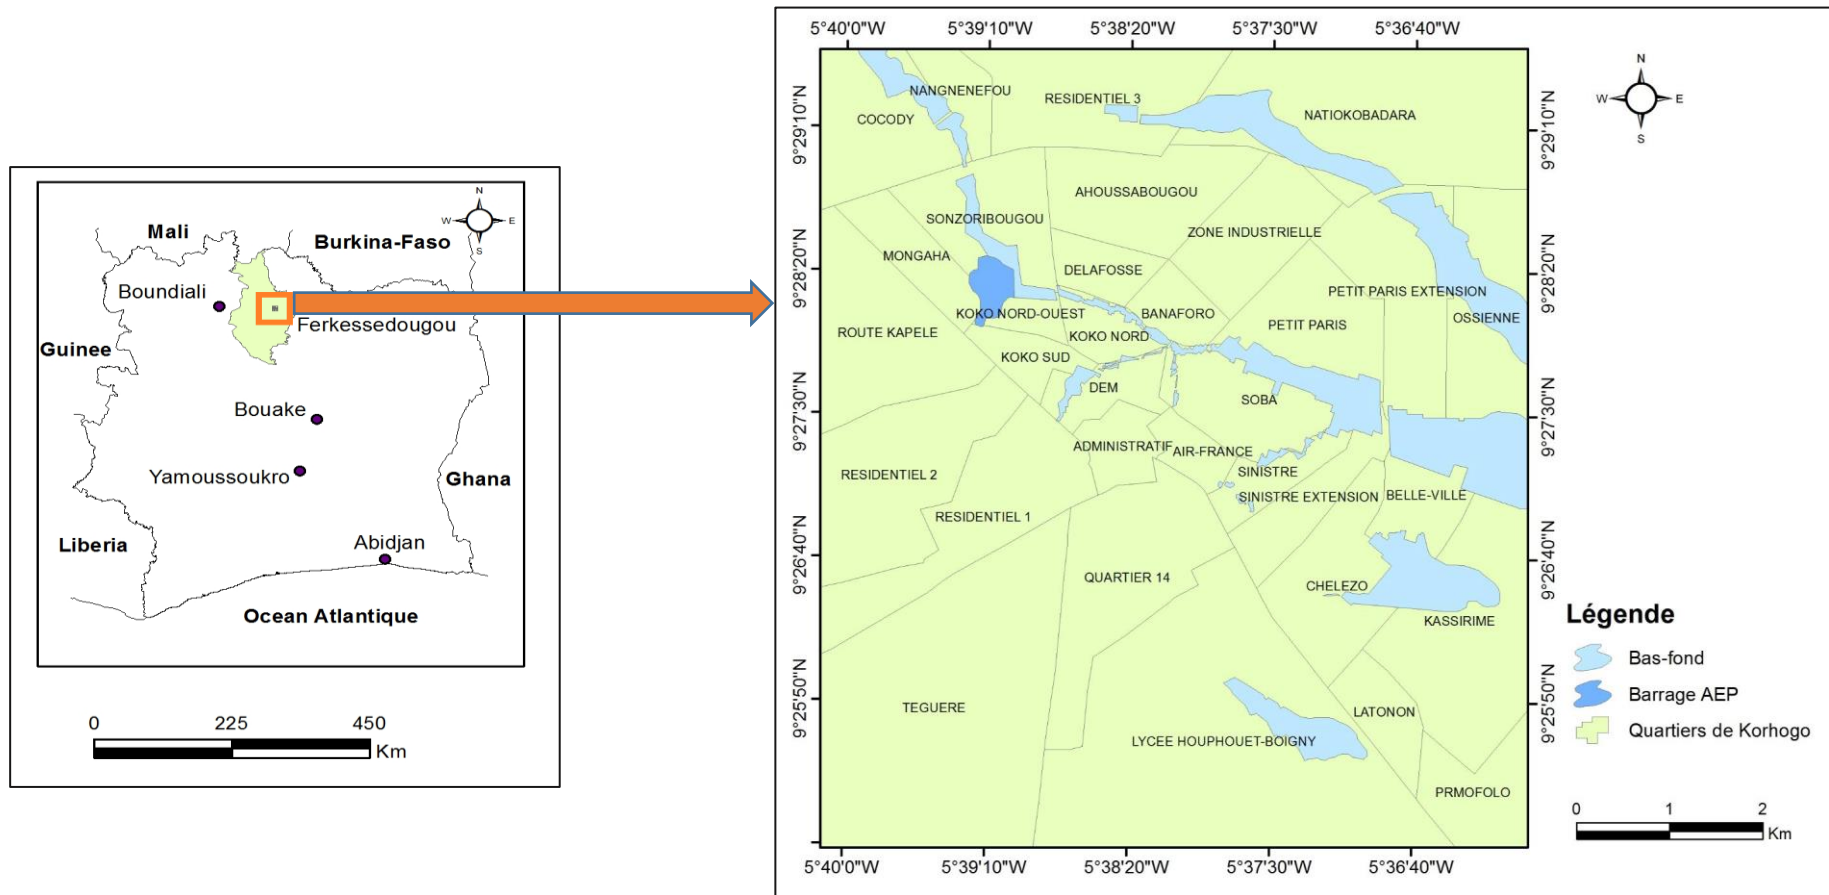 N
W E
S
Mali
Burkina-Faso
Boundiali
Ferkessedougou
Guinee
Bouake
Yamoussoukro
Ghana
Liberia
Abidjan
Ocean Atlantique
0 225 450
Km
5°40'0"W 5°39'10"W 5°38'20"W 5°37'30"W 5°36'40"W
9°29'10"N
9°28'20"N
9°27'30"N
9°26'40"N
9°25'50"N
NANGNENEFOU
RESIDENTIEL 3
COCODY
NATIOKOBADARA
AHOUSSABOUGOU
SONZORIBOUGOU
ZONE INDUSTRIELLE
MONGAHA
DELAFOSSE
PETIT PARIS EXTENSION
KOKO NORD-OUEST
BANAFORO
OSSIENNE
PETIT PARIS
ROUTE KAPELE
KOKO NORD
KOKO SUD
DEM
SOBA
ADMINISTRATIF
AIR-FRANCE
RESIDENTIEL 2
SINISTRE
SINISTRE EXTENSION
BELLE-VILLE
RESIDENTIEL 1
QUARTIER 14
CHELEZO
KASSIRIME
TEGUERE
LATONON
LYCEE HOUPHOUET-BOIGNY
PRMOFOLO
9°29'10"N
9°28'20"N
9°27'30"N
9°26'40"N
9°25'50"N
5°40'0"W 5°39'10"W 5°38'20"W 5°37'30"W 5°36'40"W
N
W E
S
Légende
Bas-fond
Barrage AEP
Quartiers de Korhogo
0 1 2
Km